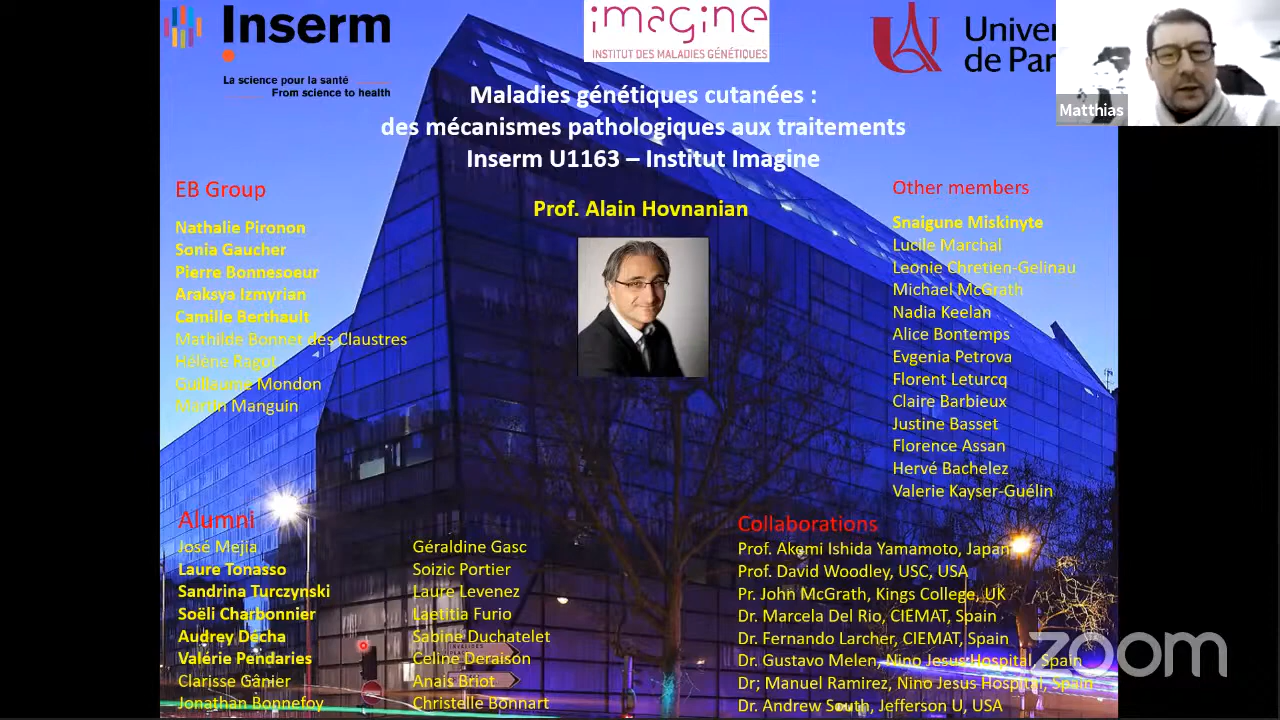 Inserm
La science pour la santé
From science to health
imagine
INSTITUT DES MALADIES GÉNÉTIQUES
Univer
de Par
Matthias
Maladies génétiques cutanées :
des mécanismes pathologiques aux traitements
Inserm U1163 – Institut Imagine
Prof. Alain Hovnanian
EB Group
Nathalie Pironon
Sonia Gaucher
Pierre Bonnesoeur
Araksya Izmyrian
Camille Berthault
Mathilde Bonnet des Claustres
Hélène Ragot
Guillaume Mondon
Martin Manguin
Other members
Snaigune Miskinyte
Lucile Marchal
Leonie Chretien-Gelinau
Michael McGrath
Nadia Keelan
Alice Bontemps
Evgenia Petrova
Florent Leturcq
Claire Barbieux
Justine Basset
Florence Assan
Hervé Bachelez
Valerie Kayser-Guélin
Alumni
José Mejia
Laure Tonasso
Sandrina Turczynski
Soëli Charbonnier
Audrey Décha
Valérie Pendaries
Clarisse Gânier
Jonathan Bonnefoy
Géraldine Gasc
Soizic Portier
Laure Levenez
Laetitia Furio
Sabine Duchatelet
Celine Deraison
Anais Briot
Christelle Bonnart
Collaborations
Prof. Akemi Ishida Yamamoto, Japan
Prof. David Woodley, USC, USA
Pr. John McGrath, Kings College, UK
Dr. Marcela Del Rio, CIEMAT, Spain
Dr. Fernando Larcher, CIEMAT, Spain
Dr. Gustavo Melen, Nino Jesus Hospital, Spain
Dr; Manuel Ramirez, Nino Jesus Hospital, Spain
Dr. Andrew South, Jefferson U, USA
zoom